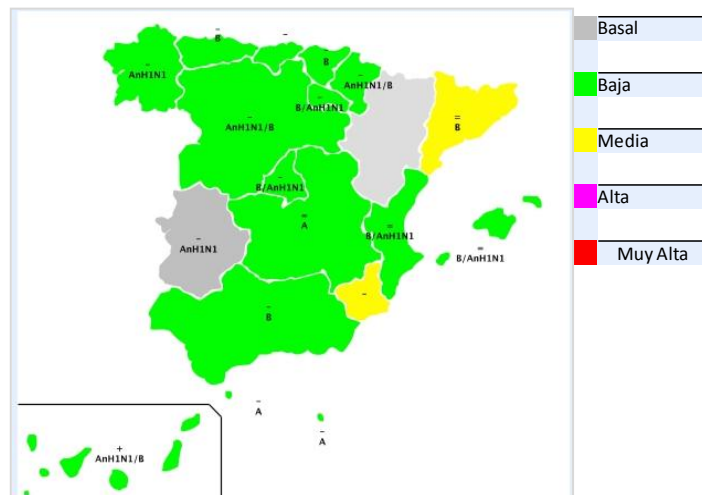 =
B
–
–
B
–
AnH1N1
–
AnH1N1/B
–
B/AnH1N1
–
AnH1N1/B
=
B
–
B/AnH1N1
=
A
=
B/AnH1N1
=
B/AnH1N1
–
AnH1N1
–
–
B
–
A
–
A
+
AnH1N1/B
Basal
Baja
Media
Alta
Muy Alta